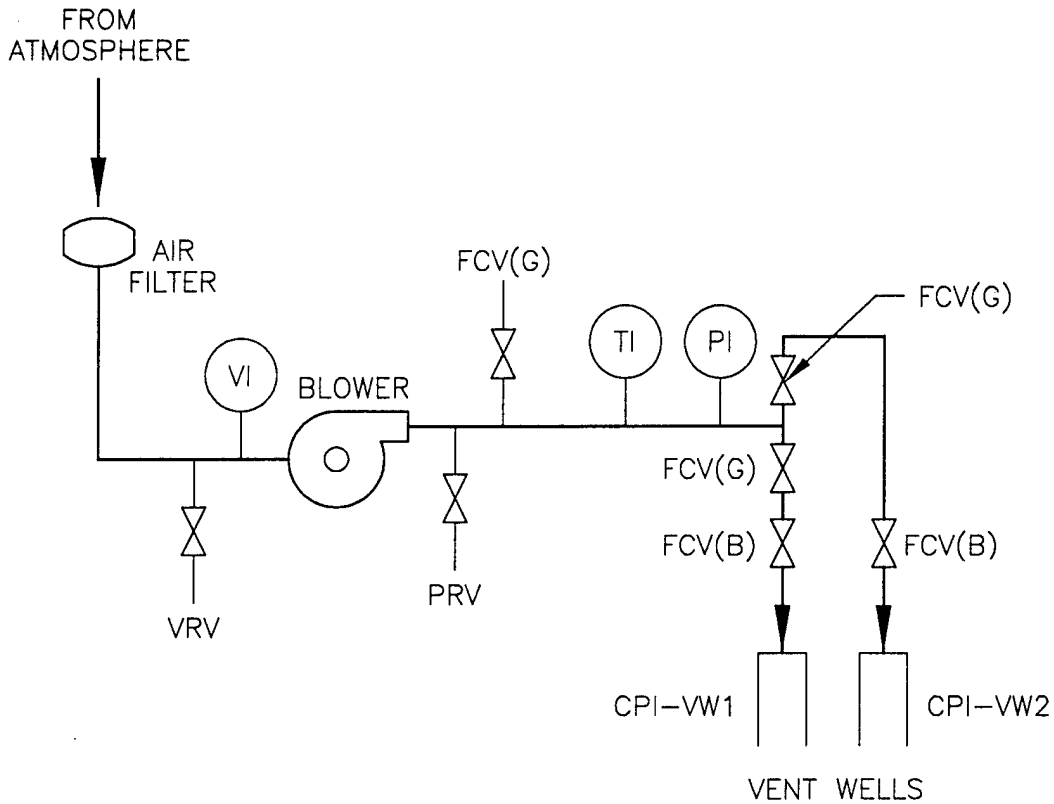 FROM
ATMOSPHERE
AIR
FILTER
FCV(G)
FCV(G)
VI
BLOWER
TI
PI
FCV(G)
FCV(B)
FCV(B)
VRV
PRV
CPI-VW1
CPI-VW2
VENT WELLS